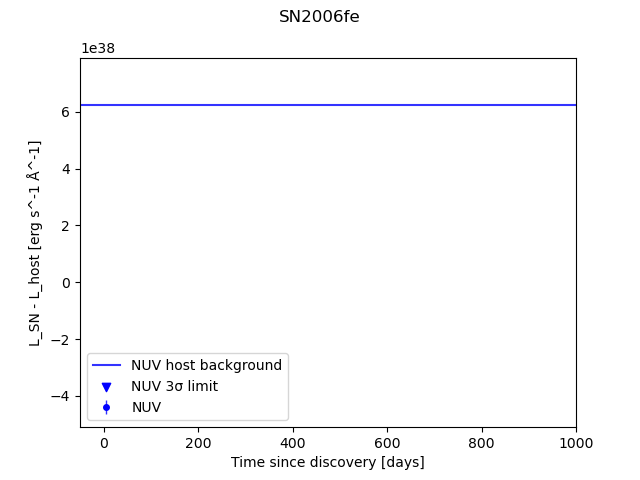 SN2006fe
1e38
L_SN - L_host [erg s^-1 Å^-1]
6
4
2
0
−2
−4
NUV host background
NUV 3σ limit
NUV
0 200 400 600 800 1000
Time since discovery [days]